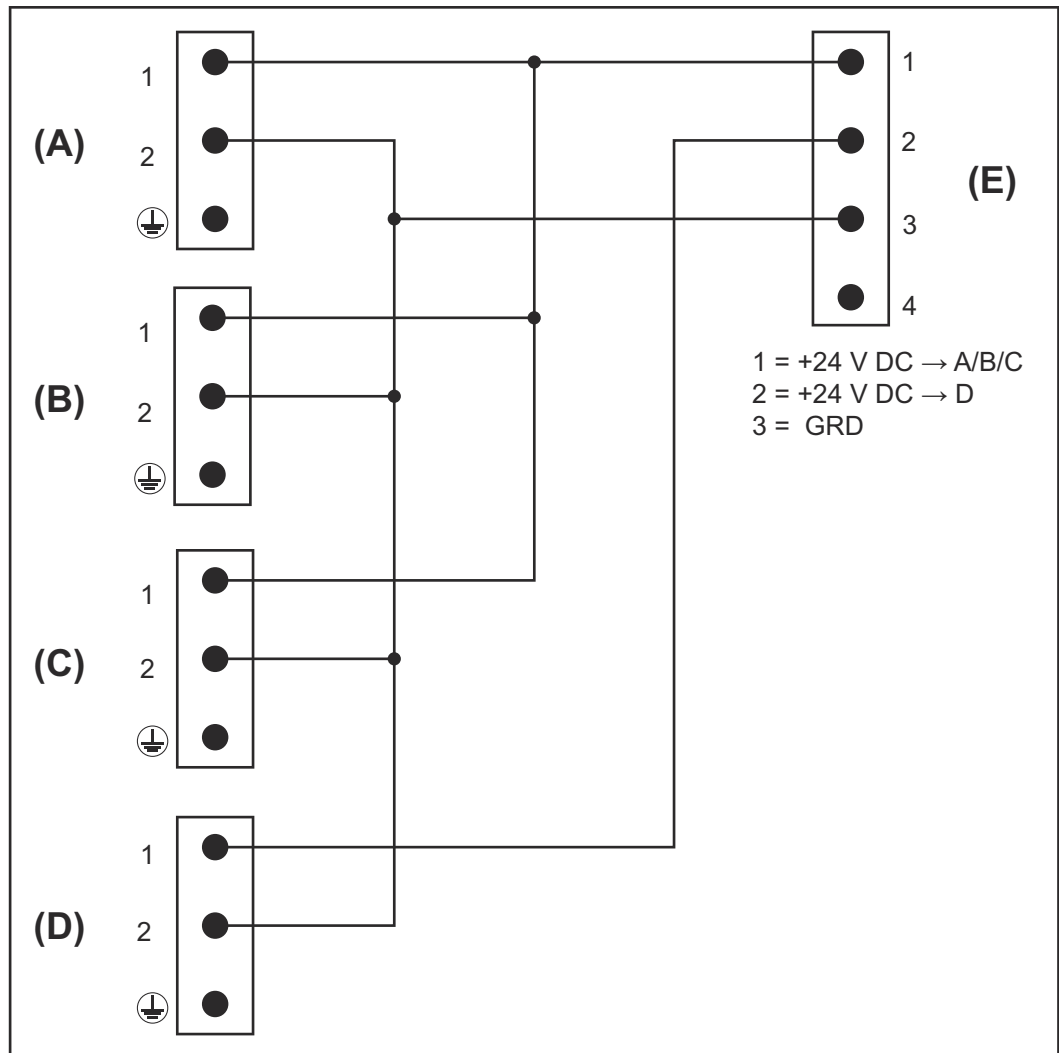 (A)
1
2
(B)
1
2
(C)
1
2
(D)
1
2
(E)
1
2
3
4
1 = +24 V DC → A/B/C
2 = +24 V DC → D
3 = GRD